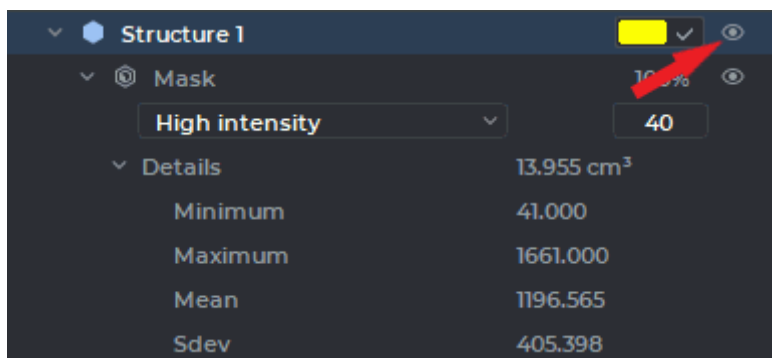 Structure 1
Mask
High intensity 40
Details 13.955 cm³
Minimum 41.000
Maximum 1661.000
Mean 1196.565
Sdev 405.398